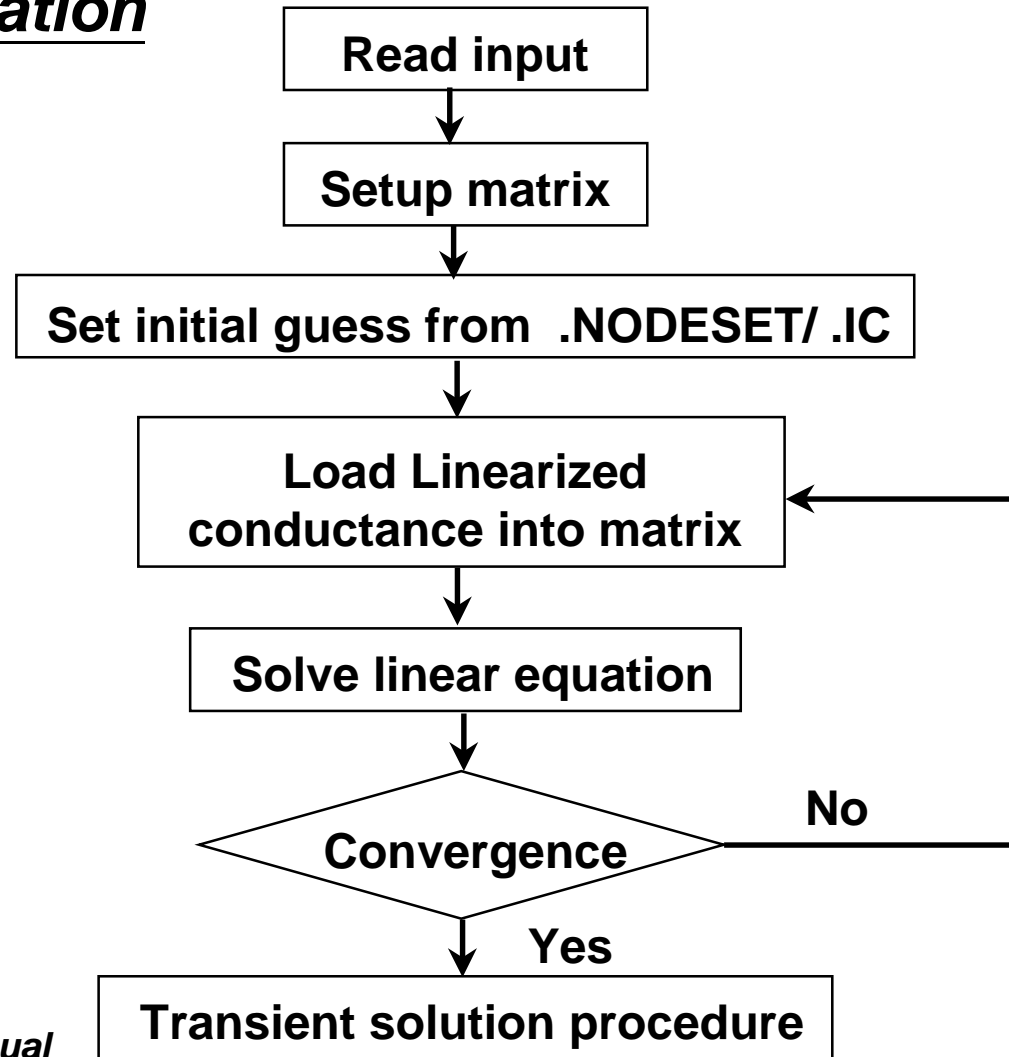 ation
Read input
Setup matrix
Set initial guess from .NODESET/ .IC
Load Linearized
conductance into matrix
Solve linear equation
No
Convergence
Yes
Transient solution procedure
ual